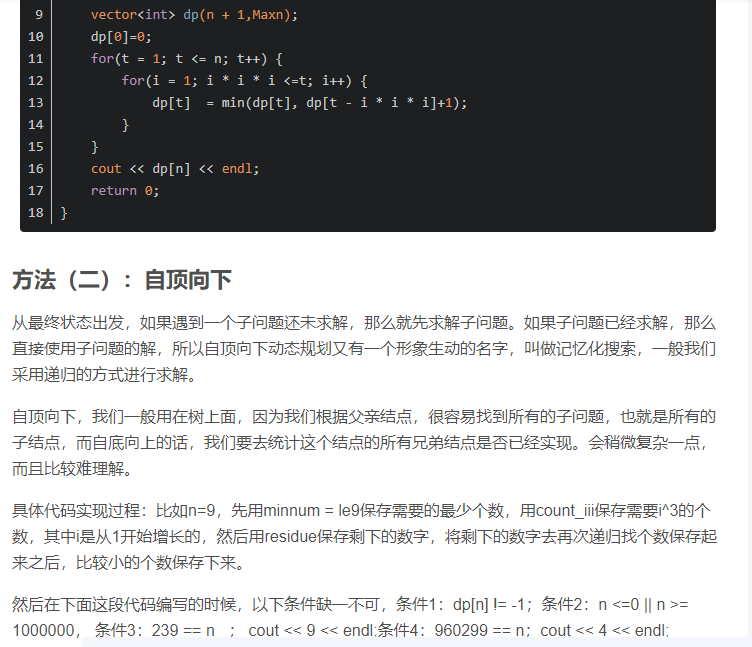 9     vector<int> dp(n + 1,Maxn);
10     dp[0]=0;
11     for(t = 1; t <= n; t++) {
12         for(i = 1; i * i * i <=t; i++) {
13             dp[t]  = min(dp[t], dp[t - i * i * i]+1);
14         }
15     }
16     cout << dp[n] << endl;
17     return 0;
18 }
方法（二）：自顶向下
从最终状态出发，如果遇到一个子问题还未求解，那么就先求解子问题。如果子问题已经求解，那么
直接使用子问题的解，所以自顶向下动态规划又有一个形象生动的名字，叫做记忆化搜索，一般我们
采用递归的方式进行求解。
自顶向下，我们一般用在树上面，因为我们根据父亲结点，很容易找到所有的子问题，也就是所有的
子结点，而自底向上的话，我们要去统计这个结点的所有兄弟结点是否已经实现。会稍微复杂一点，
而且比较难理解。
具体代码实现过程：比如n=9，先用minnum = le9保存需要的最少个数，用count_iii保存需要i^3的个
数，其中i是从1开始增长的，然后用residue保存剩下的数字，将剩下的数字去再次递归找个数保存起
来之后，比较小的个数保存下来。
然后在下面这段代码编写的时候，以下条件缺一不可，条件1：dp[n] != -1；条件2：n <=0 || n >=
1000000， 条件3：239 == n ； cout << 9 << endl;条件4：960299 == n；cout << 4 << endl;